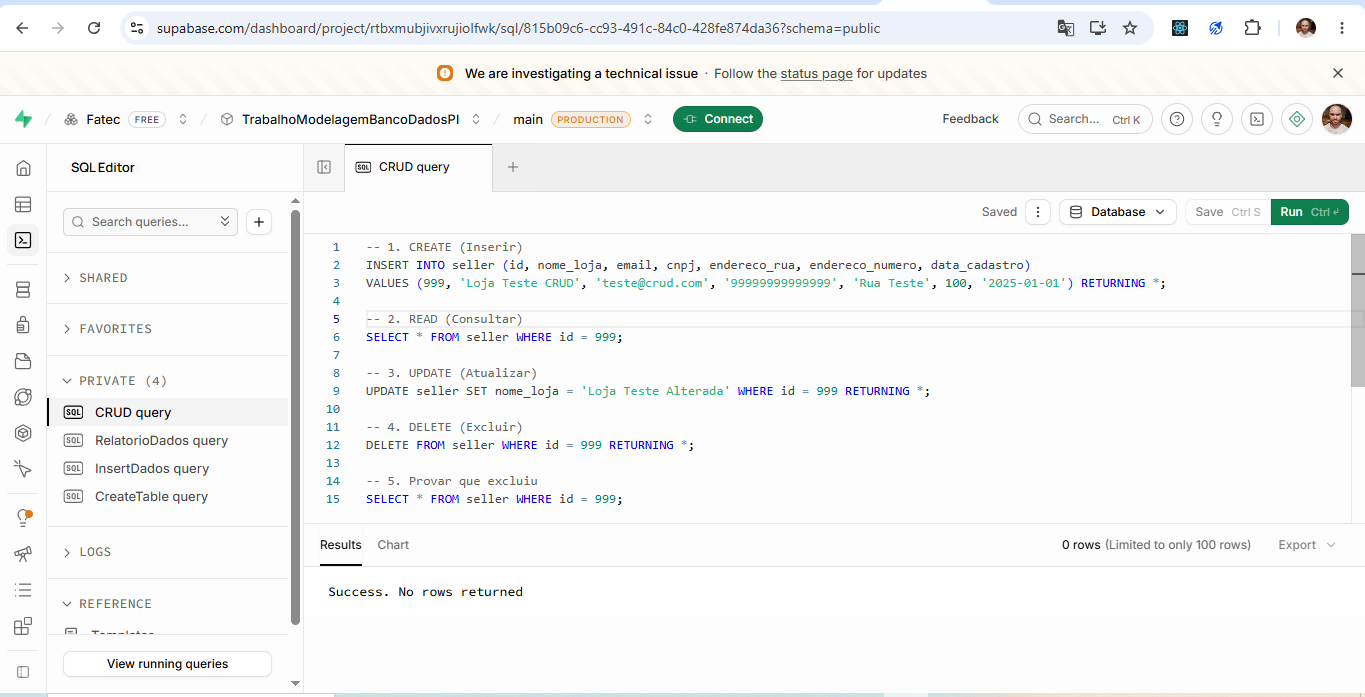 supabase.com/dashboard/project/rtbxmubjivxrujiolfwk/sql/815b09c6-cc93-491c-84c0-428fe874da36?schema=public
We are investigating a technical issue · Follow the status page for updates
Fatec FREE TrabalhoModelagemBancoDadosPI main PRODUCTION Connect Feedback Search... Ctrl K
SQL Editor
SQL CRUD query
Search queries...
Saved Database Save Ctrl S Run Ctrl ↵
SHARED
FAVORITES
PRIVATE (4)
SQL CRUD query
SQL RelatorioDados query
SQL InsertDados query
SQL CreateTable query
LOGS
REFERENCE
Templates
View running queries
1 -- 1. CREATE (Inserir)
2 INSERT INTO seller (id, nome_loja, email, cnpj, endereco_rua, endereco_numero, data_cadastro)
3 VALUES (999, 'Loja Teste CRUD', 'teste@crud.com', '99999999999999', 'Rua Teste', 100, '2025-01-01') RETURNING *;
4
5 -- 2. READ (Consultar)
6 SELECT * FROM seller WHERE id = 999;
7
8 -- 3. UPDATE (Atualizar)
9 UPDATE seller SET nome_loja = 'Loja Teste Alterada' WHERE id = 999 RETURNING *;
10
11 -- 4. DELETE (Excluir)
12 DELETE FROM seller WHERE id = 999 RETURNING *;
13
14 -- 5. Provar que excluiu
15 SELECT * FROM seller WHERE id = 999;
Results Chart 0 rows (Limited to only 100 rows) Export
Success. No rows returned